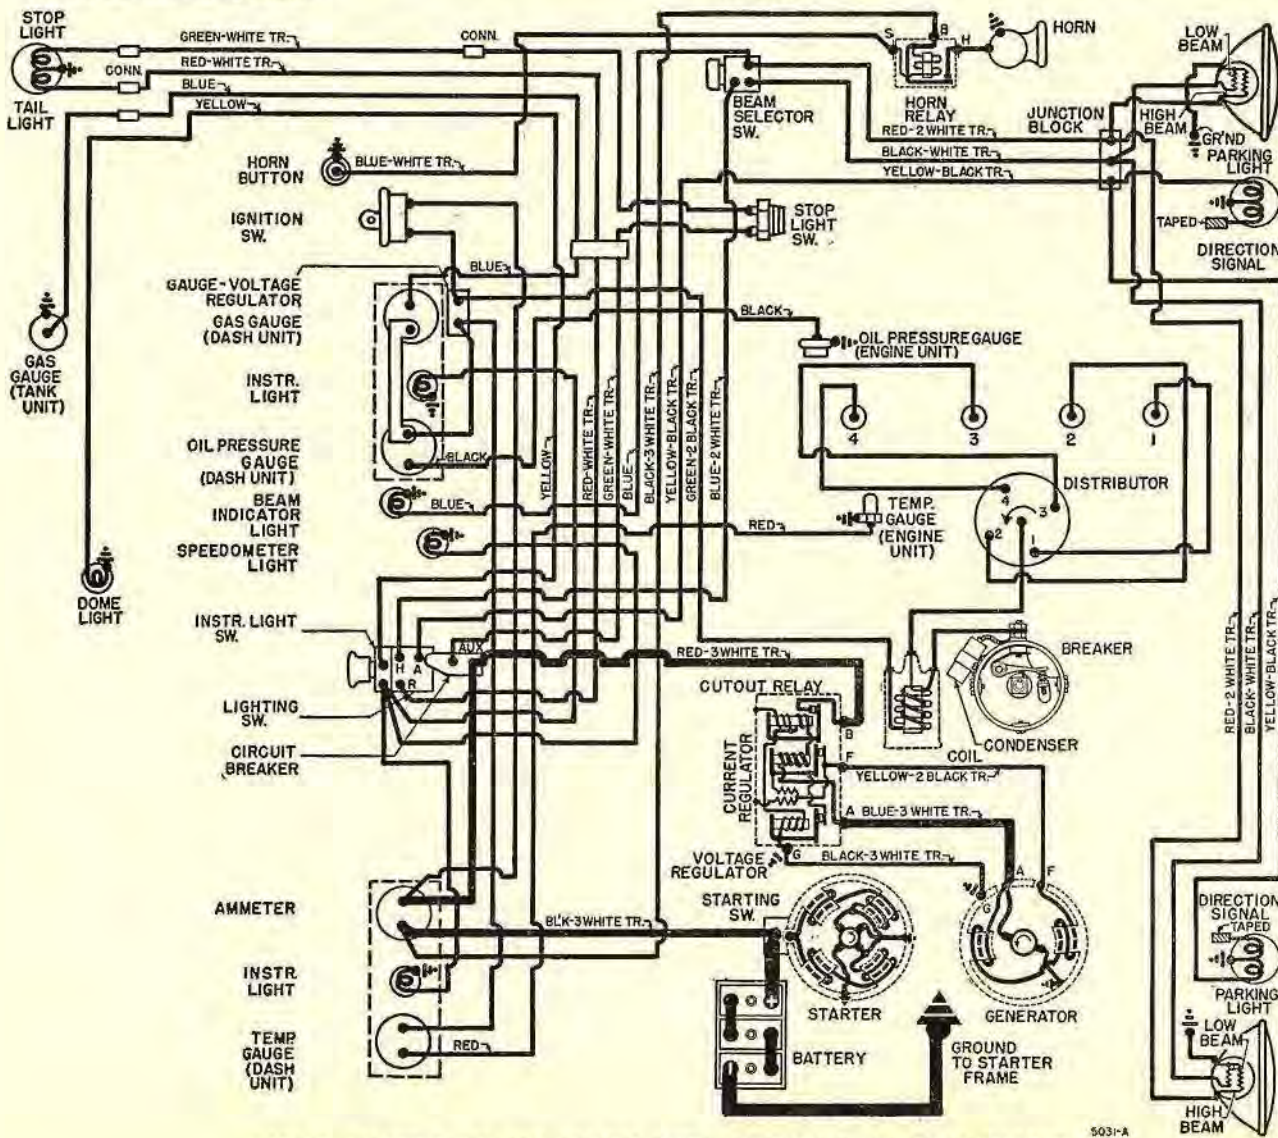 STOP
LIGHT
GREEN-WHITE TR.
CONN.
S
B
H
HORN
LOW
BEAM
CONN.
RED-WHITE TR.
BLUE
YELLOW
TAIL
LIGHT
BEAM
SELECTOR
SW.
HORN
RELAY
JUNCTION
BLOCK
HIGH
BEAM
GR'ND
RED-2 WHITE TR.
BLACK-WHITE TR.
YELLOW-BLACK TR.
PARKING
LIGHT
HORN
BUTTON
BLUE-WHITE TR.
IGNITION
SW.
STOP
LIGHT
SW.
TAPED
DIRECTION
SIGNAL
BLUE
GAUGE-VOLTAGE
REGULATOR
GAS GAUGE
(DASH UNIT)
BLACK
OIL PRESSURE GAUGE
(ENGINE UNIT)
GAS
GAUGE
(TANK
UNIT)
INSTR.
LIGHT
4
3
2
1
OIL PRESSURE
GAUGE
(DASH UNIT)
BLACK
YELLOW
RED-WHITE TR.
GREEN-WHITE TR.
BLUE
BLACK-3 WHITE TR.
YELLOW-BLACK TR.
GREEN-2 BLACK TR.
BLUE-2 WHITE TR.
DISTRIBUTOR
4
3
2
1
BEAM
INDICATOR
LIGHT
BLUE
TEMP.
GAUGE
(ENGINE
UNIT)
RED
SPEEDOMETER
LIGHT
DOME
LIGHT
INSTR. LIGHT
SW.
H
A
R
AUX
RED-3 WHITE TR.
BREAKER
LIGHTING
SW.
CUTOUT RELAY
B
CIRCUIT
BREAKER
CURRENT
REGULATOR
F
YELLOW-2 BLACK TR.
COIL
CONDENSER
RED-2 WHITE TR.
BLACK-WHITE TR.
YELLOW-BLACK TR.
A
BLUE-3 WHITE TR.
VOLTAGE
REGULATOR
G
BLACK-3 WHITE TR.
A
F
G
AMMETER
STARTING
SW.
BL'K-3 WHITE TR.
DIRECTION
SIGNAL
TAPED
INSTR.
LIGHT
STARTER
GENERATOR
PARKING
LIGHT
TEMP.
GAUGE
(DASH
UNIT)
RED
BATTERY
GROUND
TO STARTER
FRAME
LOW
BEAM
HIGH
BEAM
5031-A